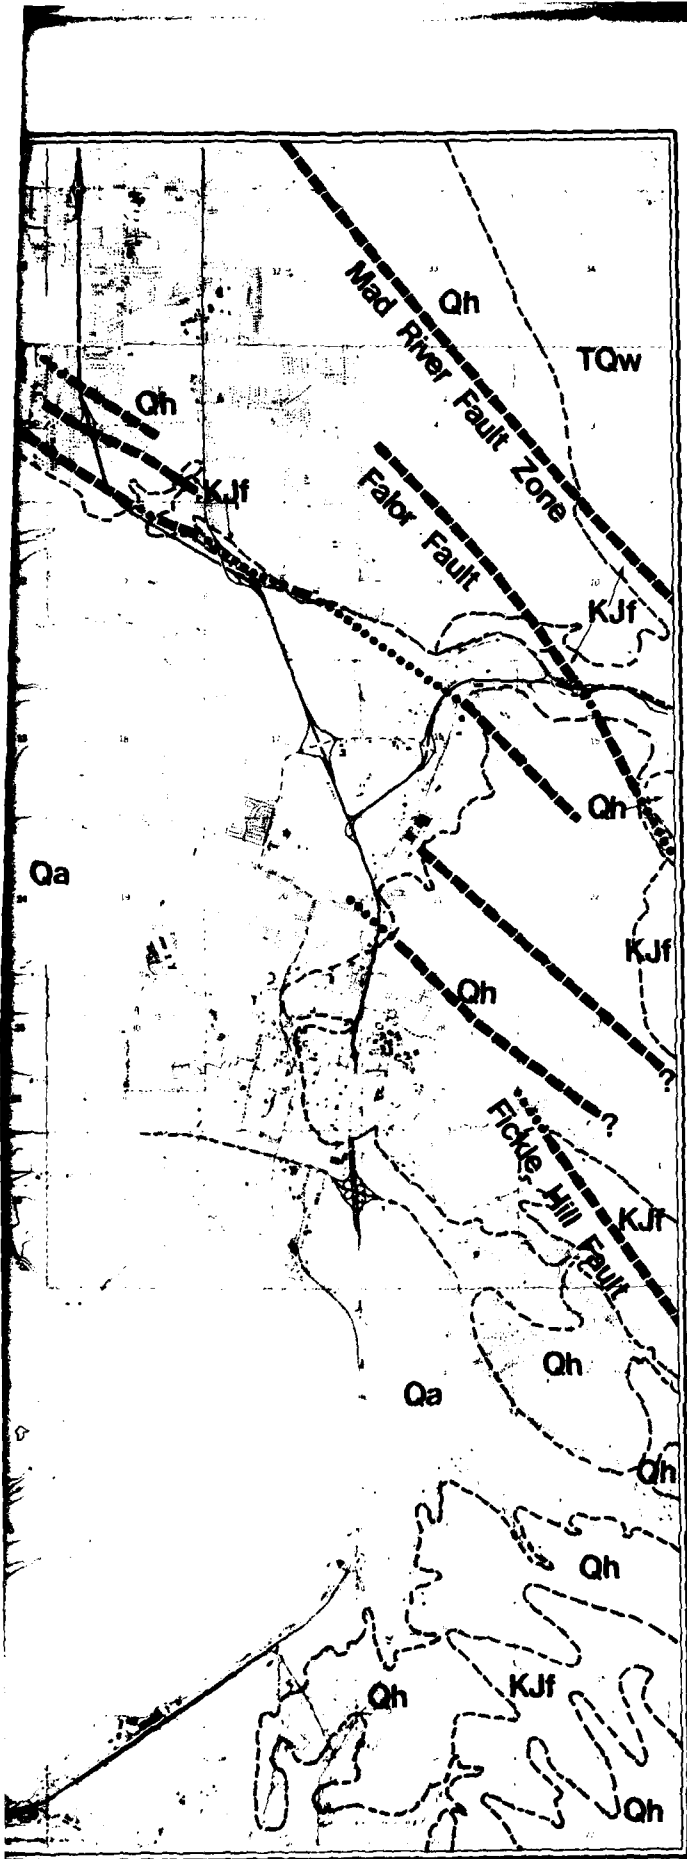 Qh
Mad River Fault Zone
TQw
Qh
KJf
Falor Fault
KJf
Qh
Qa
KJf
Qh
?
?
Fickle Hill Fault
KJf
Qh
Qa
Qh
Qh
KJf
Qh
Qh